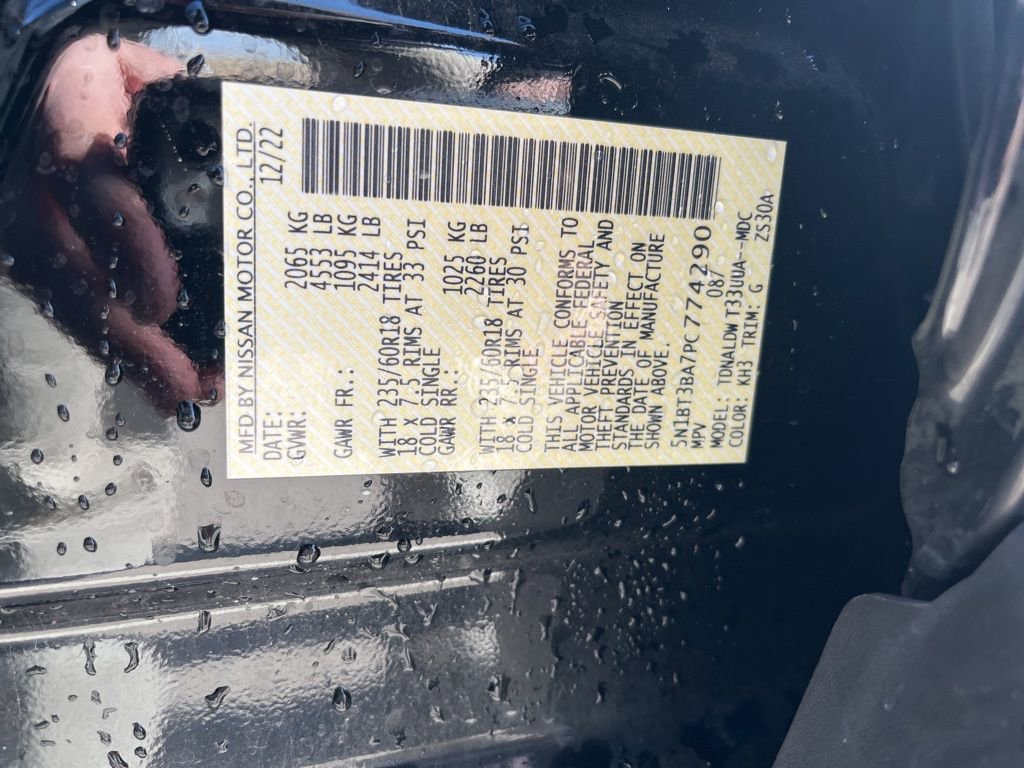 MFD BY NISSAN MOTOR CO., LTD.
DATE: 12/22
GVWR: 2065 KG
4553 LB
GAWR FR.: 1095 KG
2414 LB
WITH 235/60R18 TIRES
18 x 7.5 RIMS AT 33 PSI
COLD SINGLE
GAWR RR.: 1025 KG
2260 LB
WITH 235/60R18 TIRES
18 x 7.5 RIMS AT 30 PSI
COLD SINGLE
THIS VEHICLE CONFORMS TO
ALL APPLICABLE FEDERAL
MOTOR VEHICLE SAFETY AND
THEFT PREVENTION
STANDARDS IN EFFECT ON
THE DATE OF MANUFACTURE
SHOWN ABOVE.
5N1BT3BA7PC774290
MPV 087
MODEL: TDNALDWT33UUA--MDC
COLOR: KH3 TRIM: G ZS30A